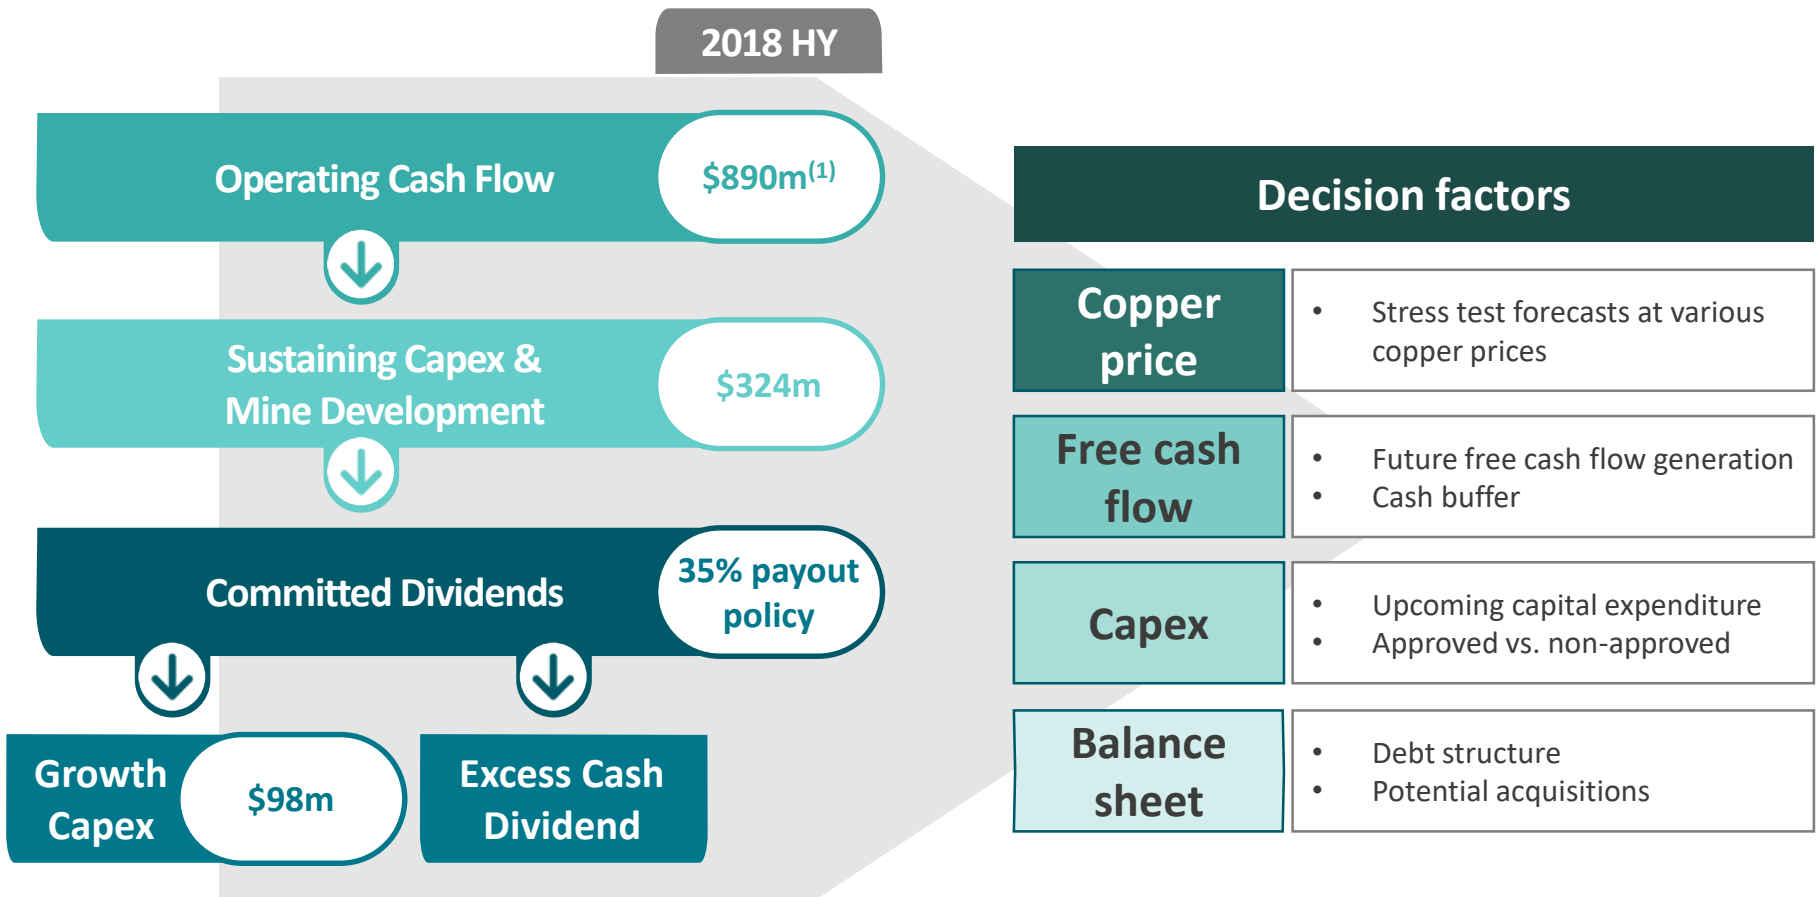 2018 HY
Operating Cash Flow
$890m(1)
Sustaining Capex &
Mine Development
$324m
Committed Dividends
35% payout
policy
Growth
Capex
$98m
Excess Cash
Dividend
Decision factors
Copper
price
• Stress test forecasts at various
copper prices
Free cash
flow
• Future free cash flow generation
• Cash buffer
Capex
• Upcoming capital expenditure
• Approved vs. non-approved
Balance
sheet
• Debt structure
• Potential acquisitions